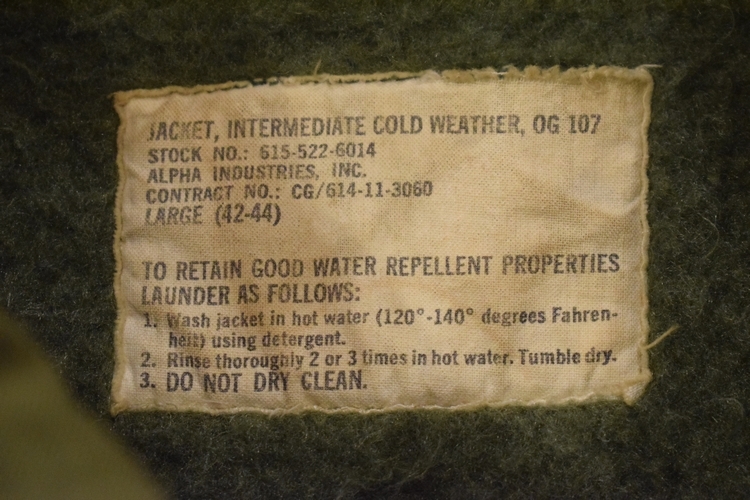 JACKET, INTERMEDIATE COLD WEATHER, OG 107
STOCK NO.: 615-522-6014
ALPHA INDUSTRIES, INC.
CONTRACT NO.: CG/614-11-3060
LARGE (42-44)
TO RETAIN GOOD WATER REPELLENT PROPERTIES
LAUNDER AS FOLLOWS:
1. Wash jacket in hot water (120°-140° degrees Fahren-
heit) using detergent.
2. Rinse thoroughly 2 or 3 times in hot water. Tumble dry.
3. DO NOT DRY CLEAN.